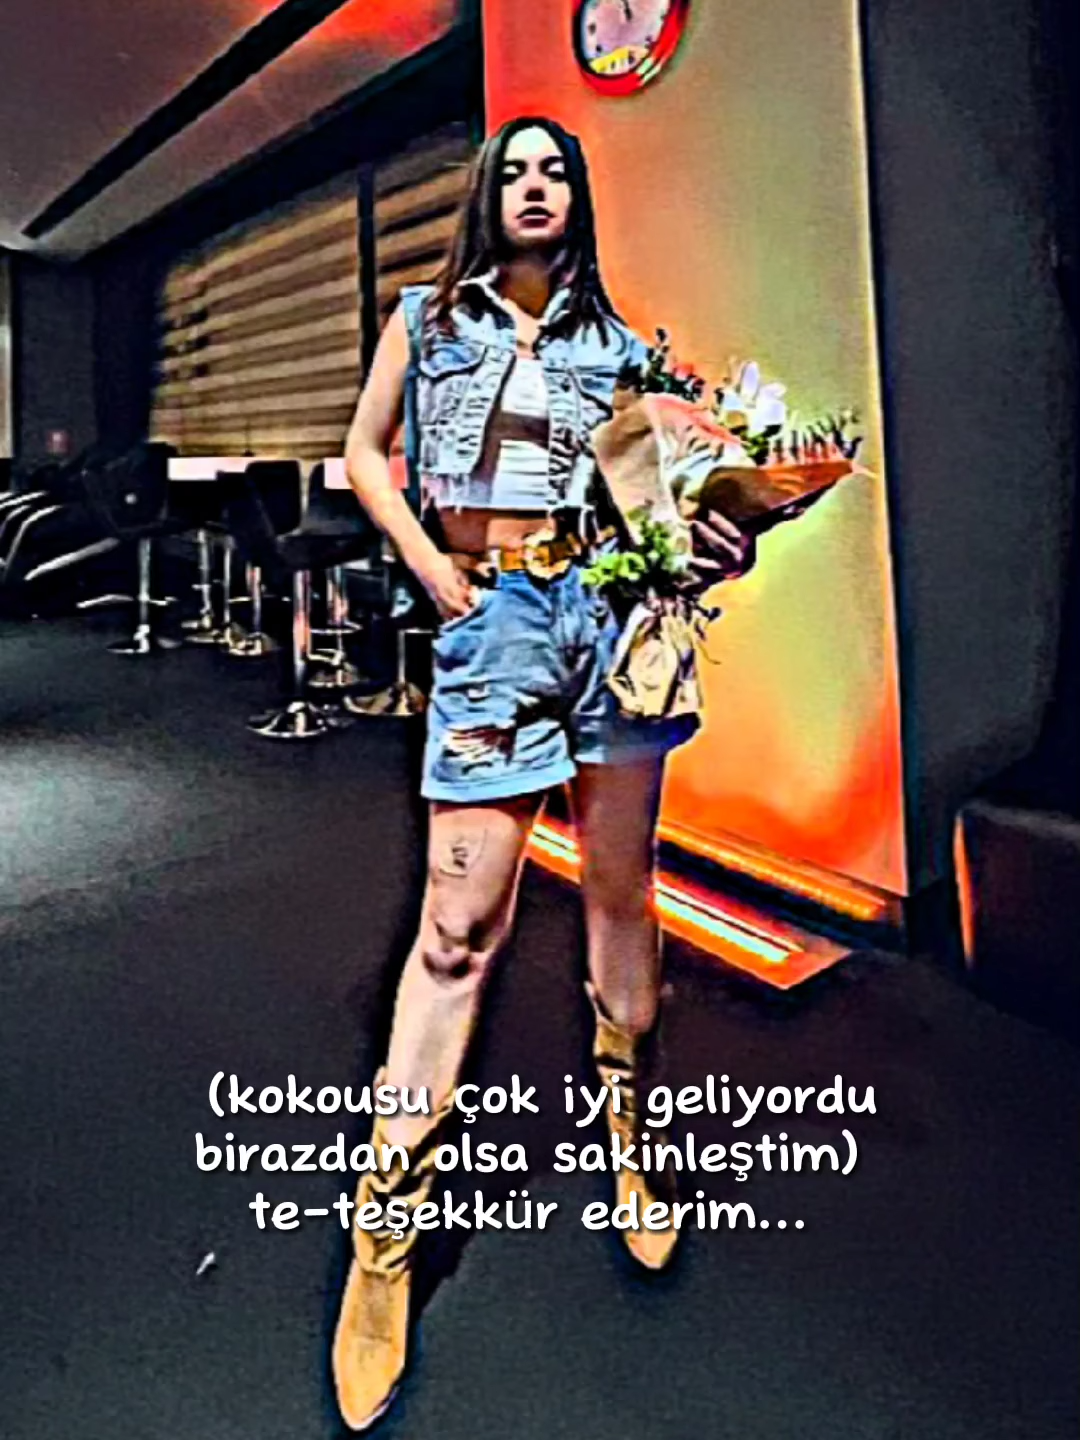 (kokousu çok iyi geliyordu
birazdan olsa sakinleştim)
te-teşekkür ederim...